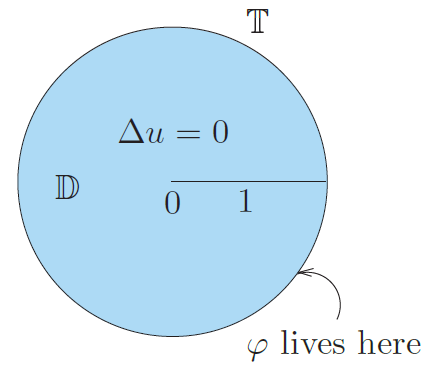 𝕋
Δu = 0
𝔻
0 1
φ lives here